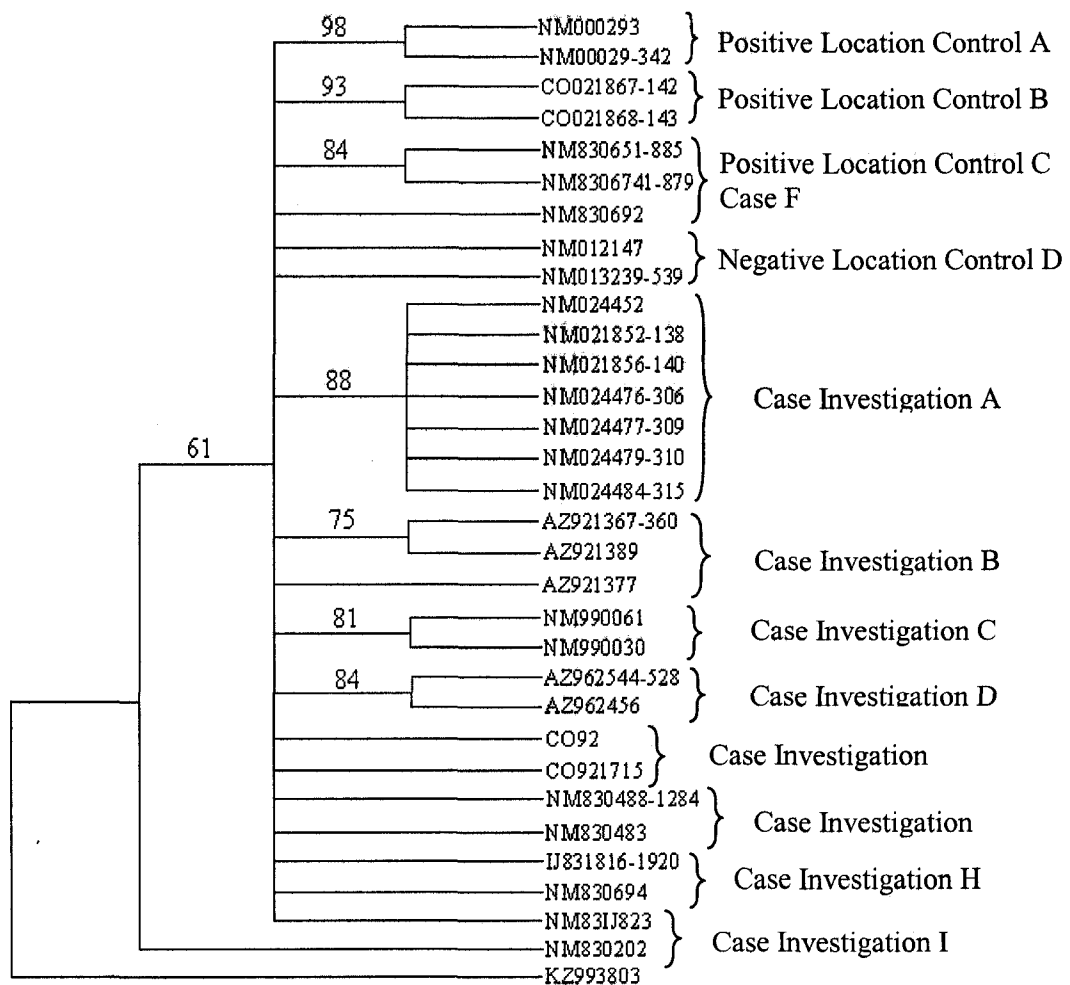 98
NM000293
NM00029-342
Positive Location Control A
93
CO021867-142
CO021868-143
Positive Location Control B
84
NM830651-885
NM8306741-879
NM830692
Positive Location Control C
Case F
NM012147
NM013239-539
Negative Location Control D
88
NM024452
NM021852-138
NM021856-140
NM024476-306
NM024477-309
NM024479-310
NM024484-315
Case Investigation A
61
75
AZ921367-360
AZ921389
AZ921377
Case Investigation B
81
NM990061
NM990030
Case Investigation C
84
AZ962544-528
AZ962456
Case Investigation D
CO92
CO921715
Case Investigation
NM830488-1284
NM830483
Case Investigation
IJ831816-1920
NM830694
Case Investigation H
NM83IJ823
NM830202
Case Investigation I
KZ993803